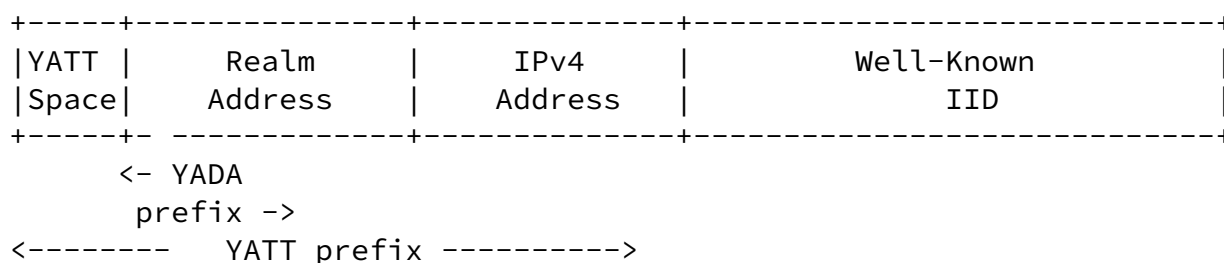 +-----+---------------+--------------+-----------------------------+
|YATT |     Realm     |     IPv4     |         Well-Known          |
|Space|    Address    |    Address   |              IID            |
+-----+- -------------+--------------+-----------------------------+
      <- YADA
       prefix ->
<--------   YATT prefix ---------->